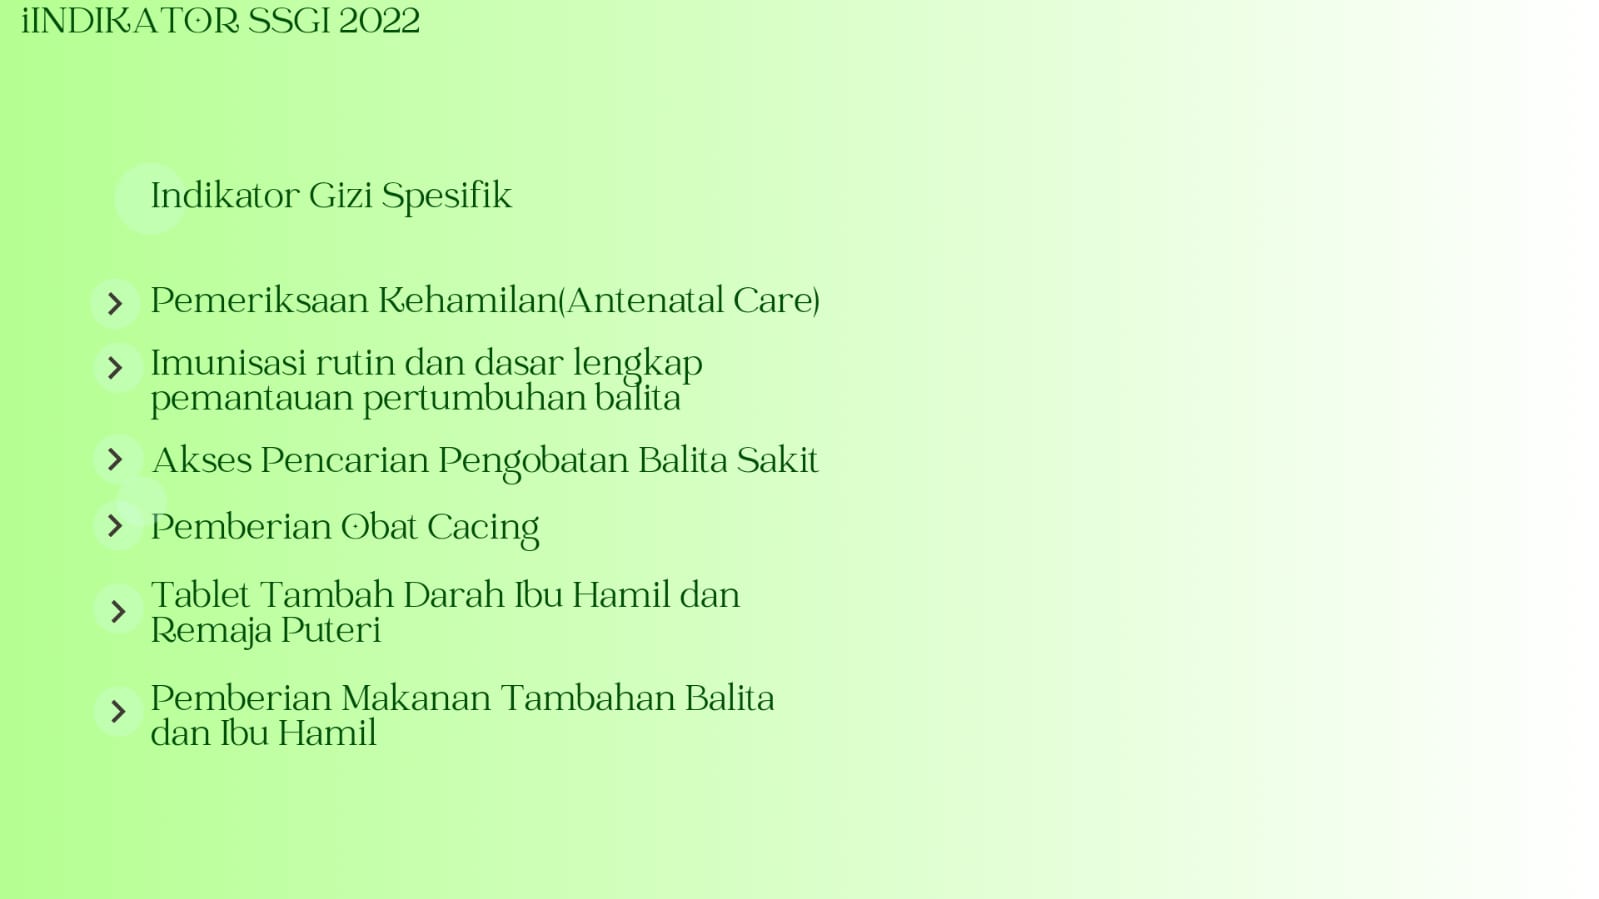 iINDIKATOR SSGI 2022
Indikator Gizi Spesifik
Pemeriksaan Kehamilan(Antenatal Care)
Imunisasi rutin dan dasar lengkap
pemantauan pertumbuhan balita
Akses Pencarian Pengobatan Balita Sakit
Pemberian Obat Cacing
Tablet Tambah Darah Ibu Hamil dan
Remaja Puteri
Pemberian Makanan Tambahan Balita
dan Ibu Hamil